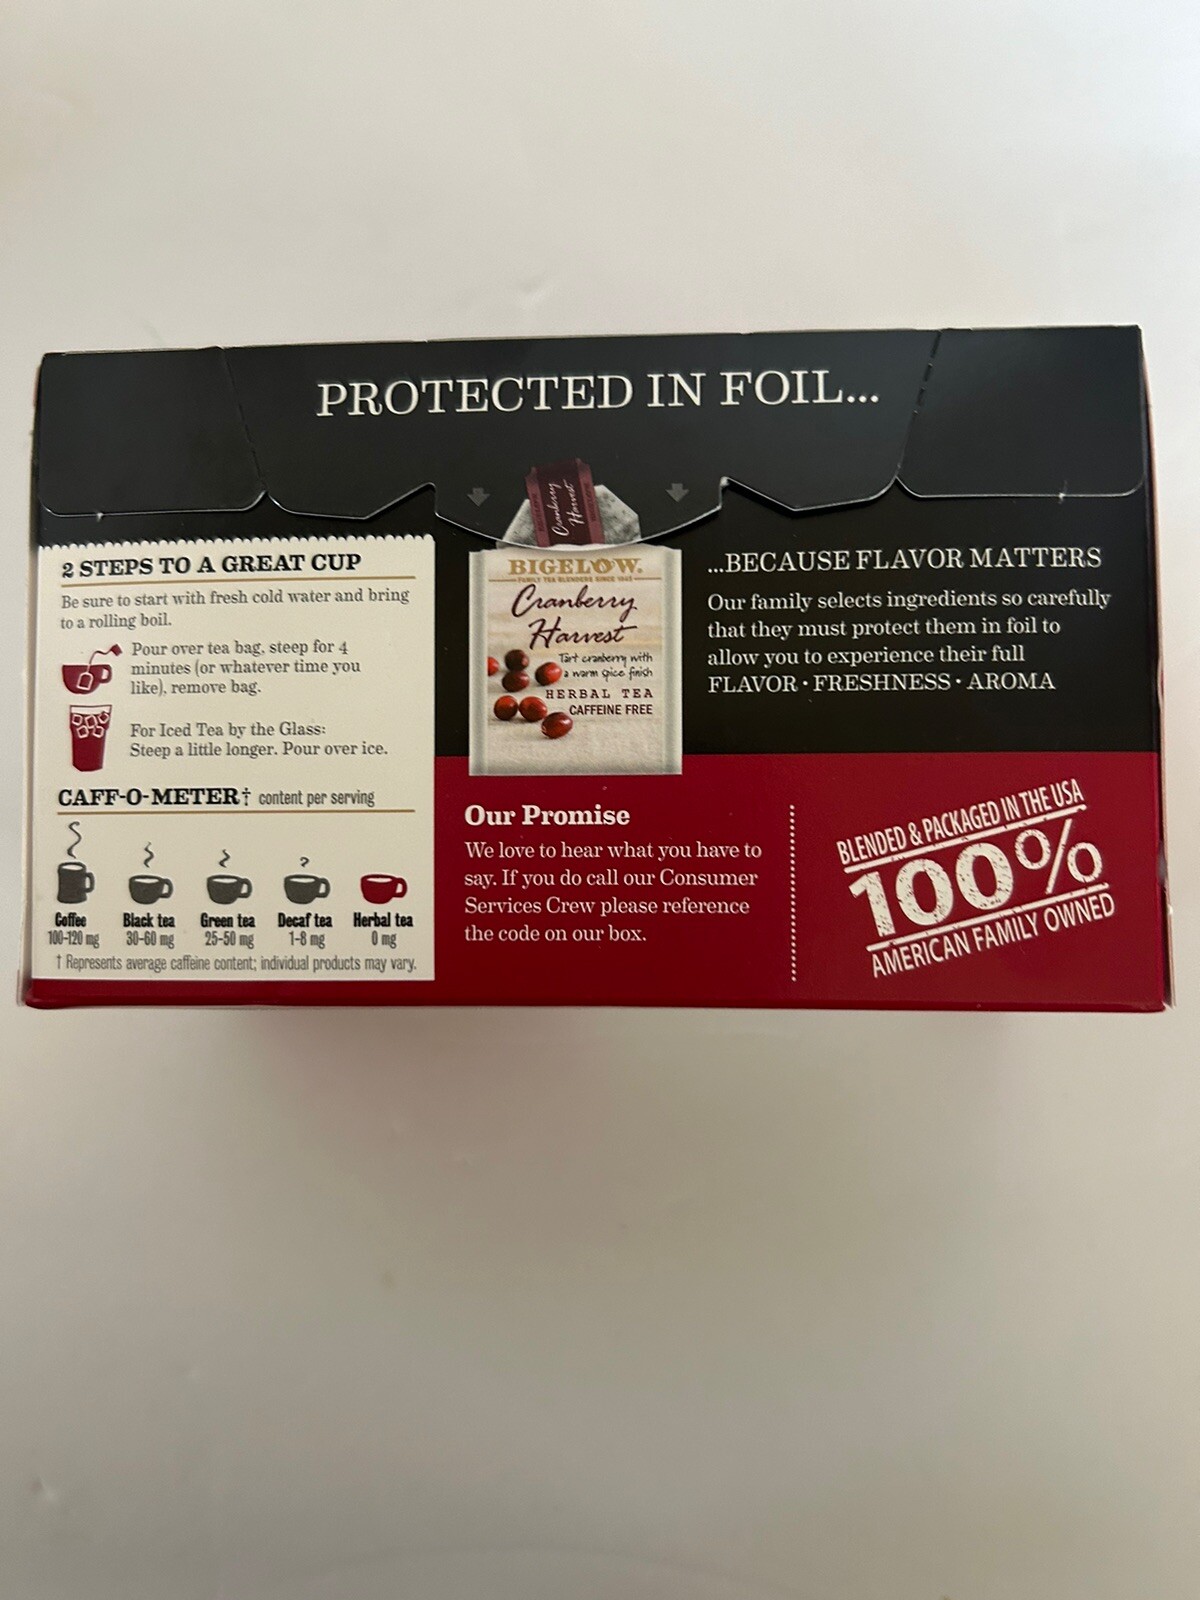 PROTECTED IN FOIL...
Cranberry
Harvest
2 STEPS TO A GREAT CUP
Be sure to start with fresh cold water and bring
to a rolling boil.
Pour over tea bag, steep for 4
minutes (or whatever time you
like), remove bag.
For Iced Tea by the Glass:
Steep a little longer. Pour over ice.
CAFF-O-METER† content per serving
Coffee Black tea Green tea Decaf tea Herbal tea
100-120 mg 30-60 mg 25-50 mg 1-8 mg 0 mg
† Represents average caffeine content; individual products may vary.
BIGELOW.
FAMILY TEA BLENDERS SINCE 1945
Cranberry
Harvest
Tart cranberry with
a warm spice finish
HERBAL TEA
CAFFEINE FREE
...BECAUSE FLAVOR MATTERS
Our family selects ingredients so carefully
that they must protect them in foil to
allow you to experience their full
FLAVOR • FRESHNESS • AROMA
Our Promise
We love to hear what you have to
say. If you do call our Consumer
Services Crew please reference
the code on our box.
BLENDED & PACKAGED IN THE USA
100%
AMERICAN FAMILY OWNED